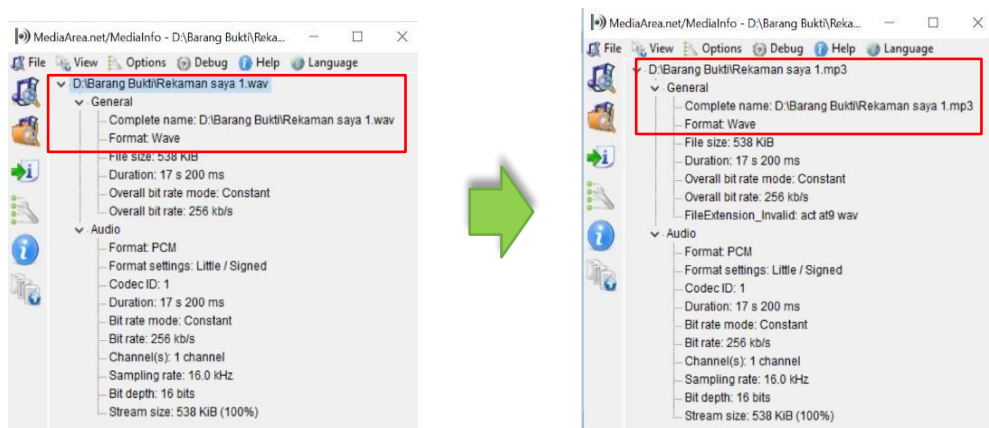 MediaArea.net/MediaInfo - D:\Barang Bukti\Reka...
File View Options Debug Help Language
D:\Barang Bukti\Rekaman saya 1.wav
General
Complete name: D:\Barang Bukti\Rekaman saya 1.wav
Format: Wave
File size: 538 KiB
Duration: 17 s 200 ms
Overall bit rate mode: Constant
Overall bit rate: 256 kb/s
Audio
Format: PCM
Format settings: Little / Signed
Codec ID: 1
Duration: 17 s 200 ms
Bit rate mode: Constant
Bit rate: 256 kb/s
Channel(s): 1 channel
Sampling rate: 16.0 kHz
Bit depth: 16 bits
Stream size: 538 KiB (100%)
MediaArea.net/MediaInfo - D:\Barang Bukti\Reka...
File View Options Debug Help Language
D:\Barang Bukti\Rekaman saya 1.mp3
General
Complete name: D:\Barang Bukti\Rekaman saya 1.mp3
Format: Wave
File size: 538 KiB
Duration: 17 s 200 ms
Overall bit rate mode: Constant
Overall bit rate: 256 kb/s
FileExtension_Invalid: act at9 wav
Audio
Format: PCM
Format settings: Little / Signed
Codec ID: 1
Duration: 17 s 200 ms
Bit rate mode: Constant
Bit rate: 256 kb/s
Channel(s): 1 channel
Sampling rate: 16.0 kHz
Bit depth: 16 bits
Stream size: 538 KiB (100%)